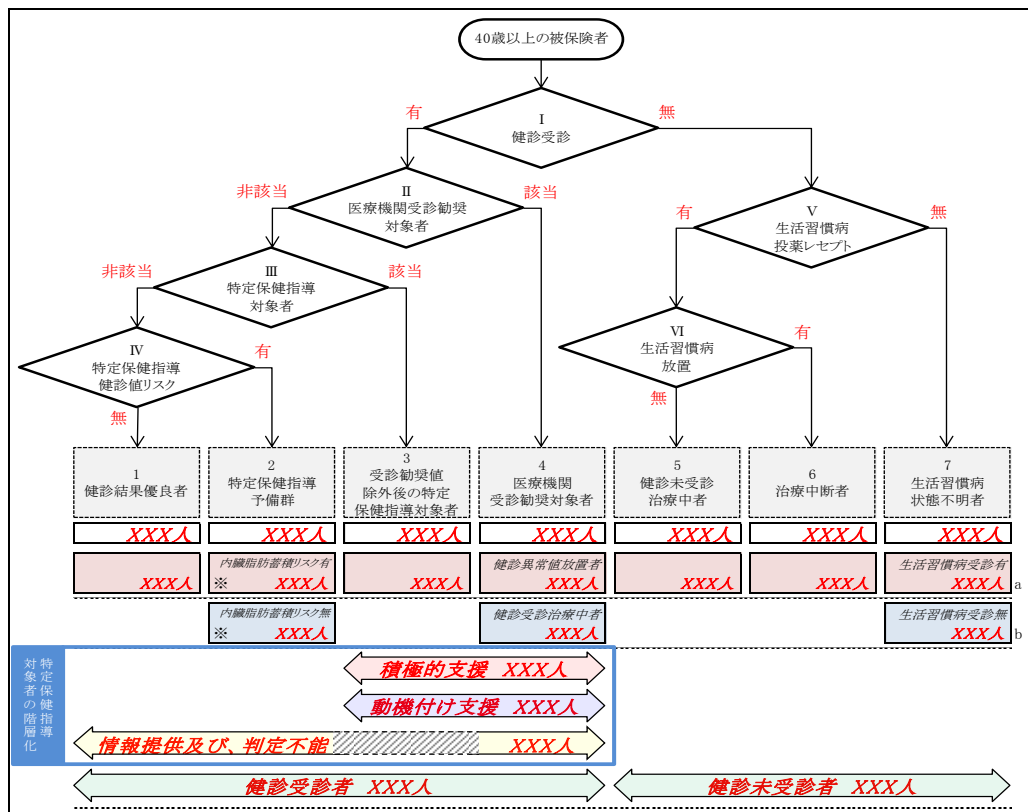 40歳以上の被保険者
Ⅰ
健診受診
有
無
Ⅱ
医療機関受診勧奨
対象者
非該当
該当
Ⅴ
生活習慣病
投薬レセプト
有
無
Ⅲ
特定保健指導
対象者
非該当
該当
Ⅳ
特定保健指導
健診値リスク
有
無
Ⅵ
生活習慣病
放置
有
無
1
健診結果優良者
2
特定保健指導
予備群
3
受診勧奨値
除外後の特定
保健指導対象者
4
医療機関
受診勧奨対象者
5
健診未受診
治療中者
6
治療中断者
7
生活習慣病
状態不明者
XXX人
XXX人
XXX人
XXX人
XXX人
XXX人
XXX人
XXX人
内臓脂肪蓄積リスク有
※ XXX人
XXX人
健診異常値放置者
XXX人
XXX人
XXX人
生活習慣病受診有
XXX人
a
内臓脂肪蓄積リスク無
※ XXX人
健診受診治療中者
XXX人
生活習慣病受診無
XXX人
b
特定保健指導
対象者の階層化
積極的支援 XXX人
動機付け支援 XXX人
情報提供及び、判定不能 XXX人
健診受診者 XXX人
健診未受診者 XXX人